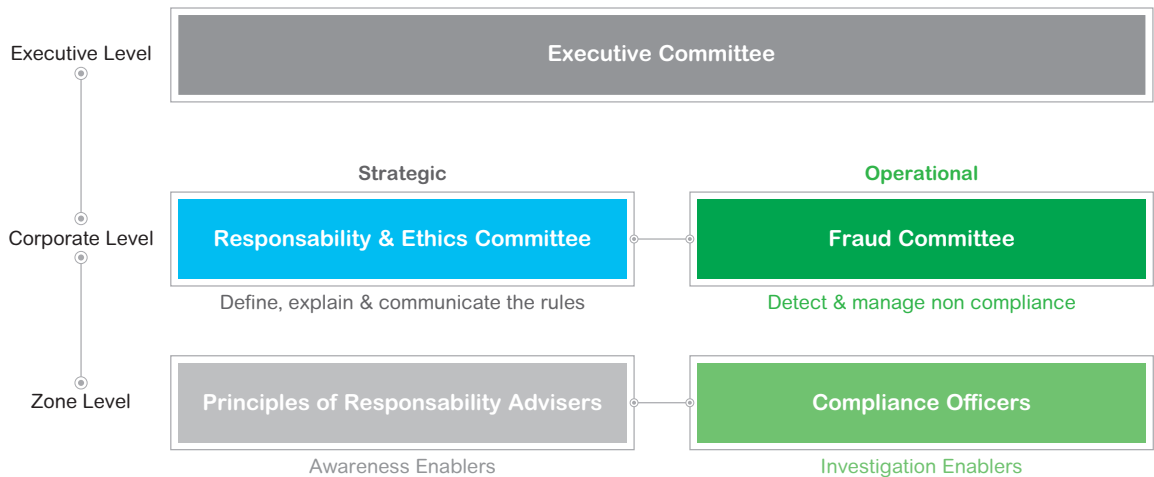 Executive Level
Executive Committee
Strategic
Operational
Corporate Level
Responsability & Ethics Committee
Fraud Committee
Define, explain & communicate the rules
Detect & manage non compliance
Zone Level
Principles of Responsability Advisers
Compliance Officers
Awareness Enablers
Investigation Enablers